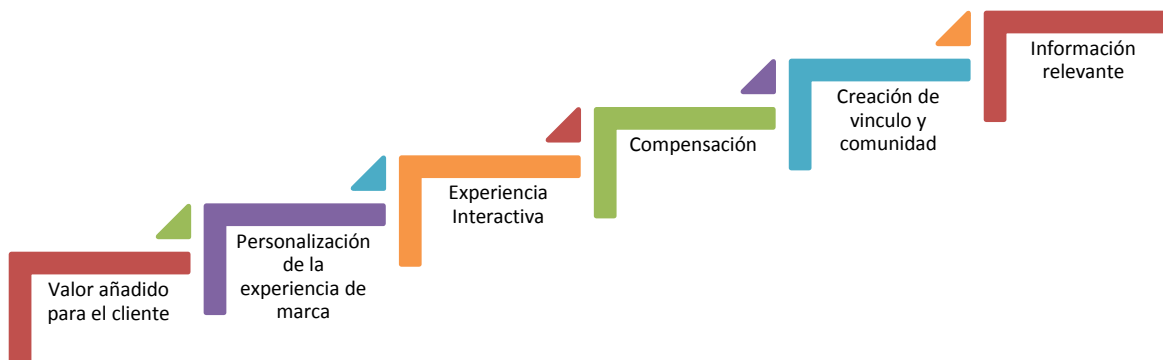 Valor añadido
para el cliente
Personalización
de la
experiencia de
marca
Experiencia
Interactiva
Compensación
Creación de
vinculo y
comunidad
Información
relevante